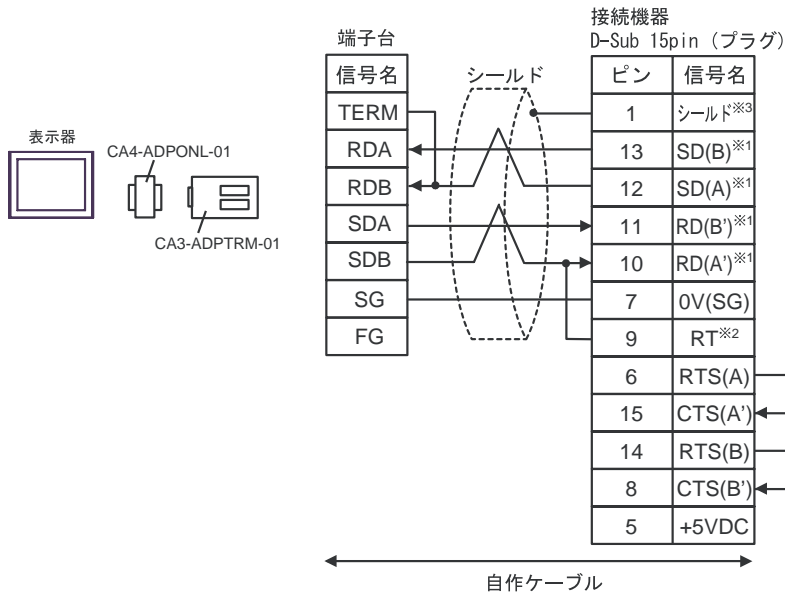 接続機器
D-Sub 15pin (プラグ)
端子台
信号名
シールド
ピン
信号名
TERM
1
シールド※3
RDA
13
SD(B)※1
RDB
12
SD(A)※1
SDA
11
RD(B')※1
SDB
10
RD(A')※1
SG
7
0V(SG)
FG
9
RT※2
6
RTS(A)
15
CTS(A')
14
RTS(B)
8
CTS(B')
5
+5VDC
表示器
CA4-ADPONL-01
CA3-ADPTRM-01
自作ケーブル